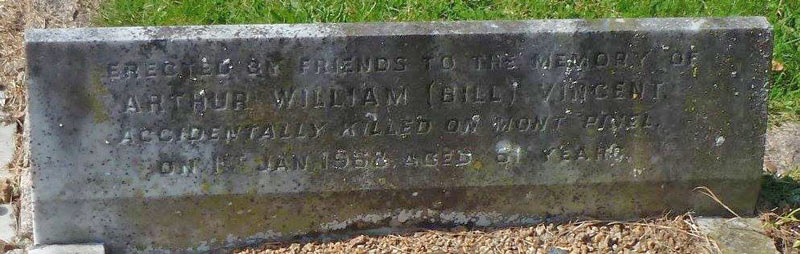 ERECTED BY FRIENDS TO THE MEMORY OF
ARTHUR WILLIAM (BILL) VINCENT.
ACCIDENTALLY KILLED ON MONT
ON 1ST JAN. AGED 61 YEARS.